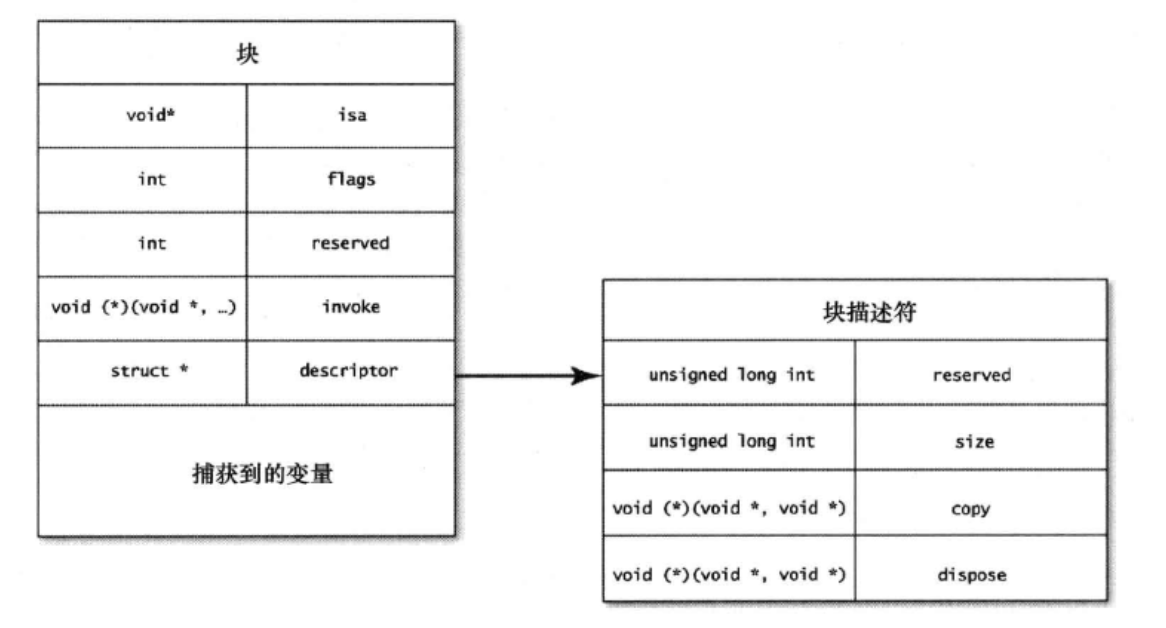 块
void* isa
int flags
int reserved
void (*)(void *, …) invoke
struct * descriptor
捕获到的变量
块描述符
unsigned long int reserved
unsigned long int size
void (*)(void *, void *) copy
void (*)(void *, void *) dispose